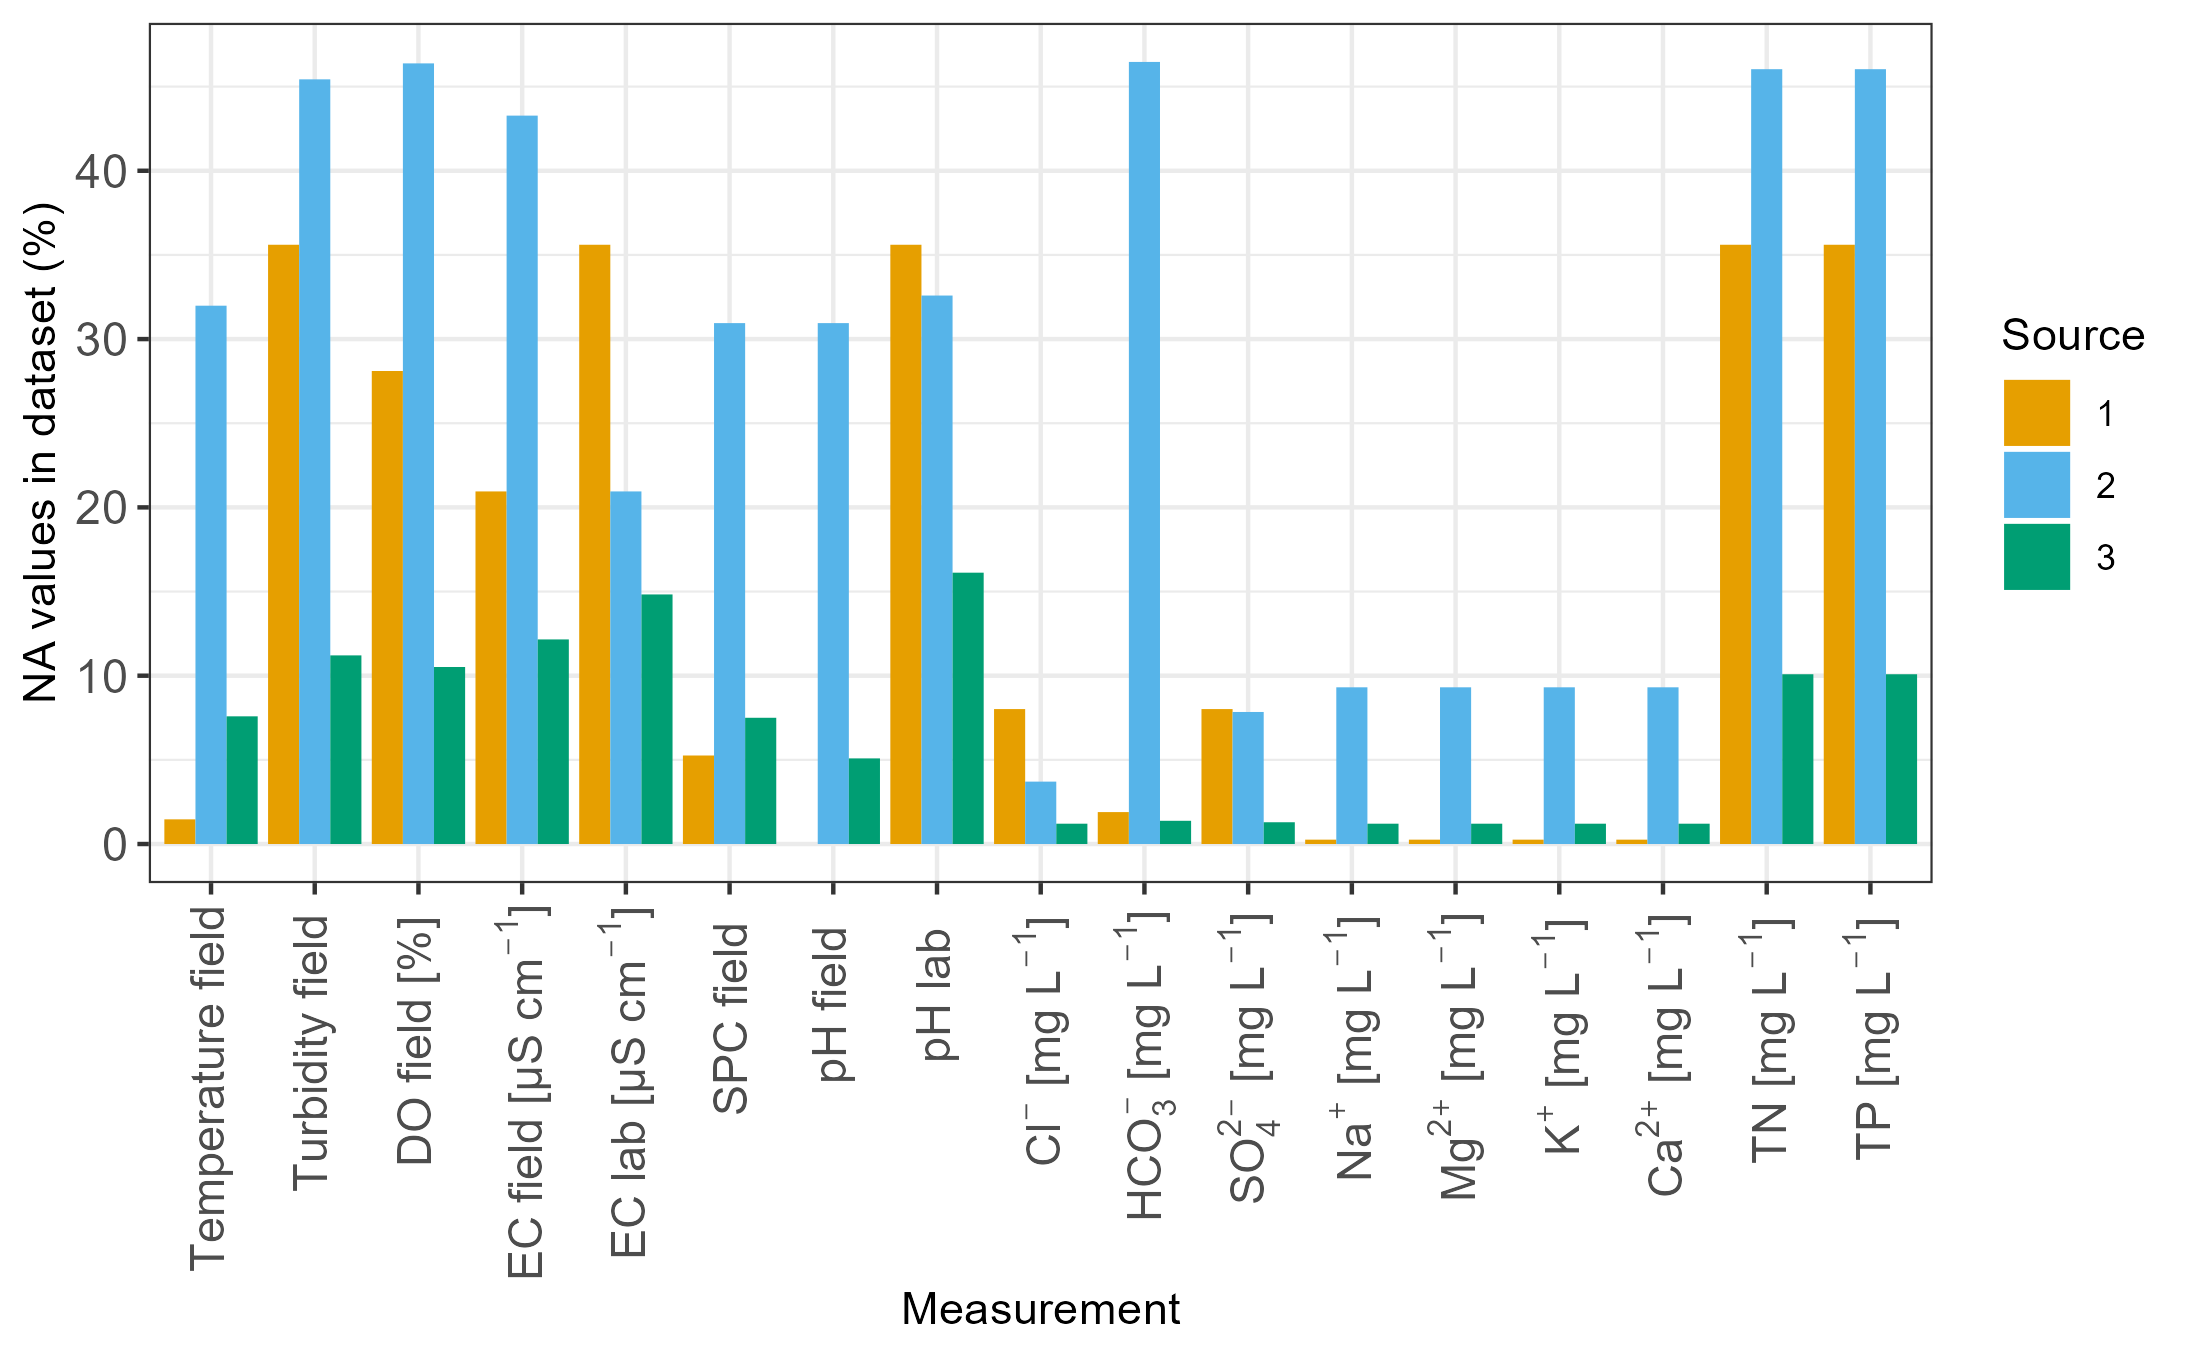 NA values in dataset (%)
40
30
20
10
0
Temperature field
Turbidity field
DO field [%]
EC field [µS cm⁻¹]
EC lab [µS cm⁻¹]
SPC field
pH field
pH lab
Cl⁻ [mg L⁻¹]
HCO₃⁻ [mg L⁻¹]
SO₄²⁻ [mg L⁻¹]
Na⁺ [mg L⁻¹]
Mg²⁺ [mg L⁻¹]
K⁺ [mg L⁻¹]
Ca²⁺ [mg L⁻¹]
TN [mg L⁻¹]
TP [mg L⁻¹]
Measurement
Source
1
2
3